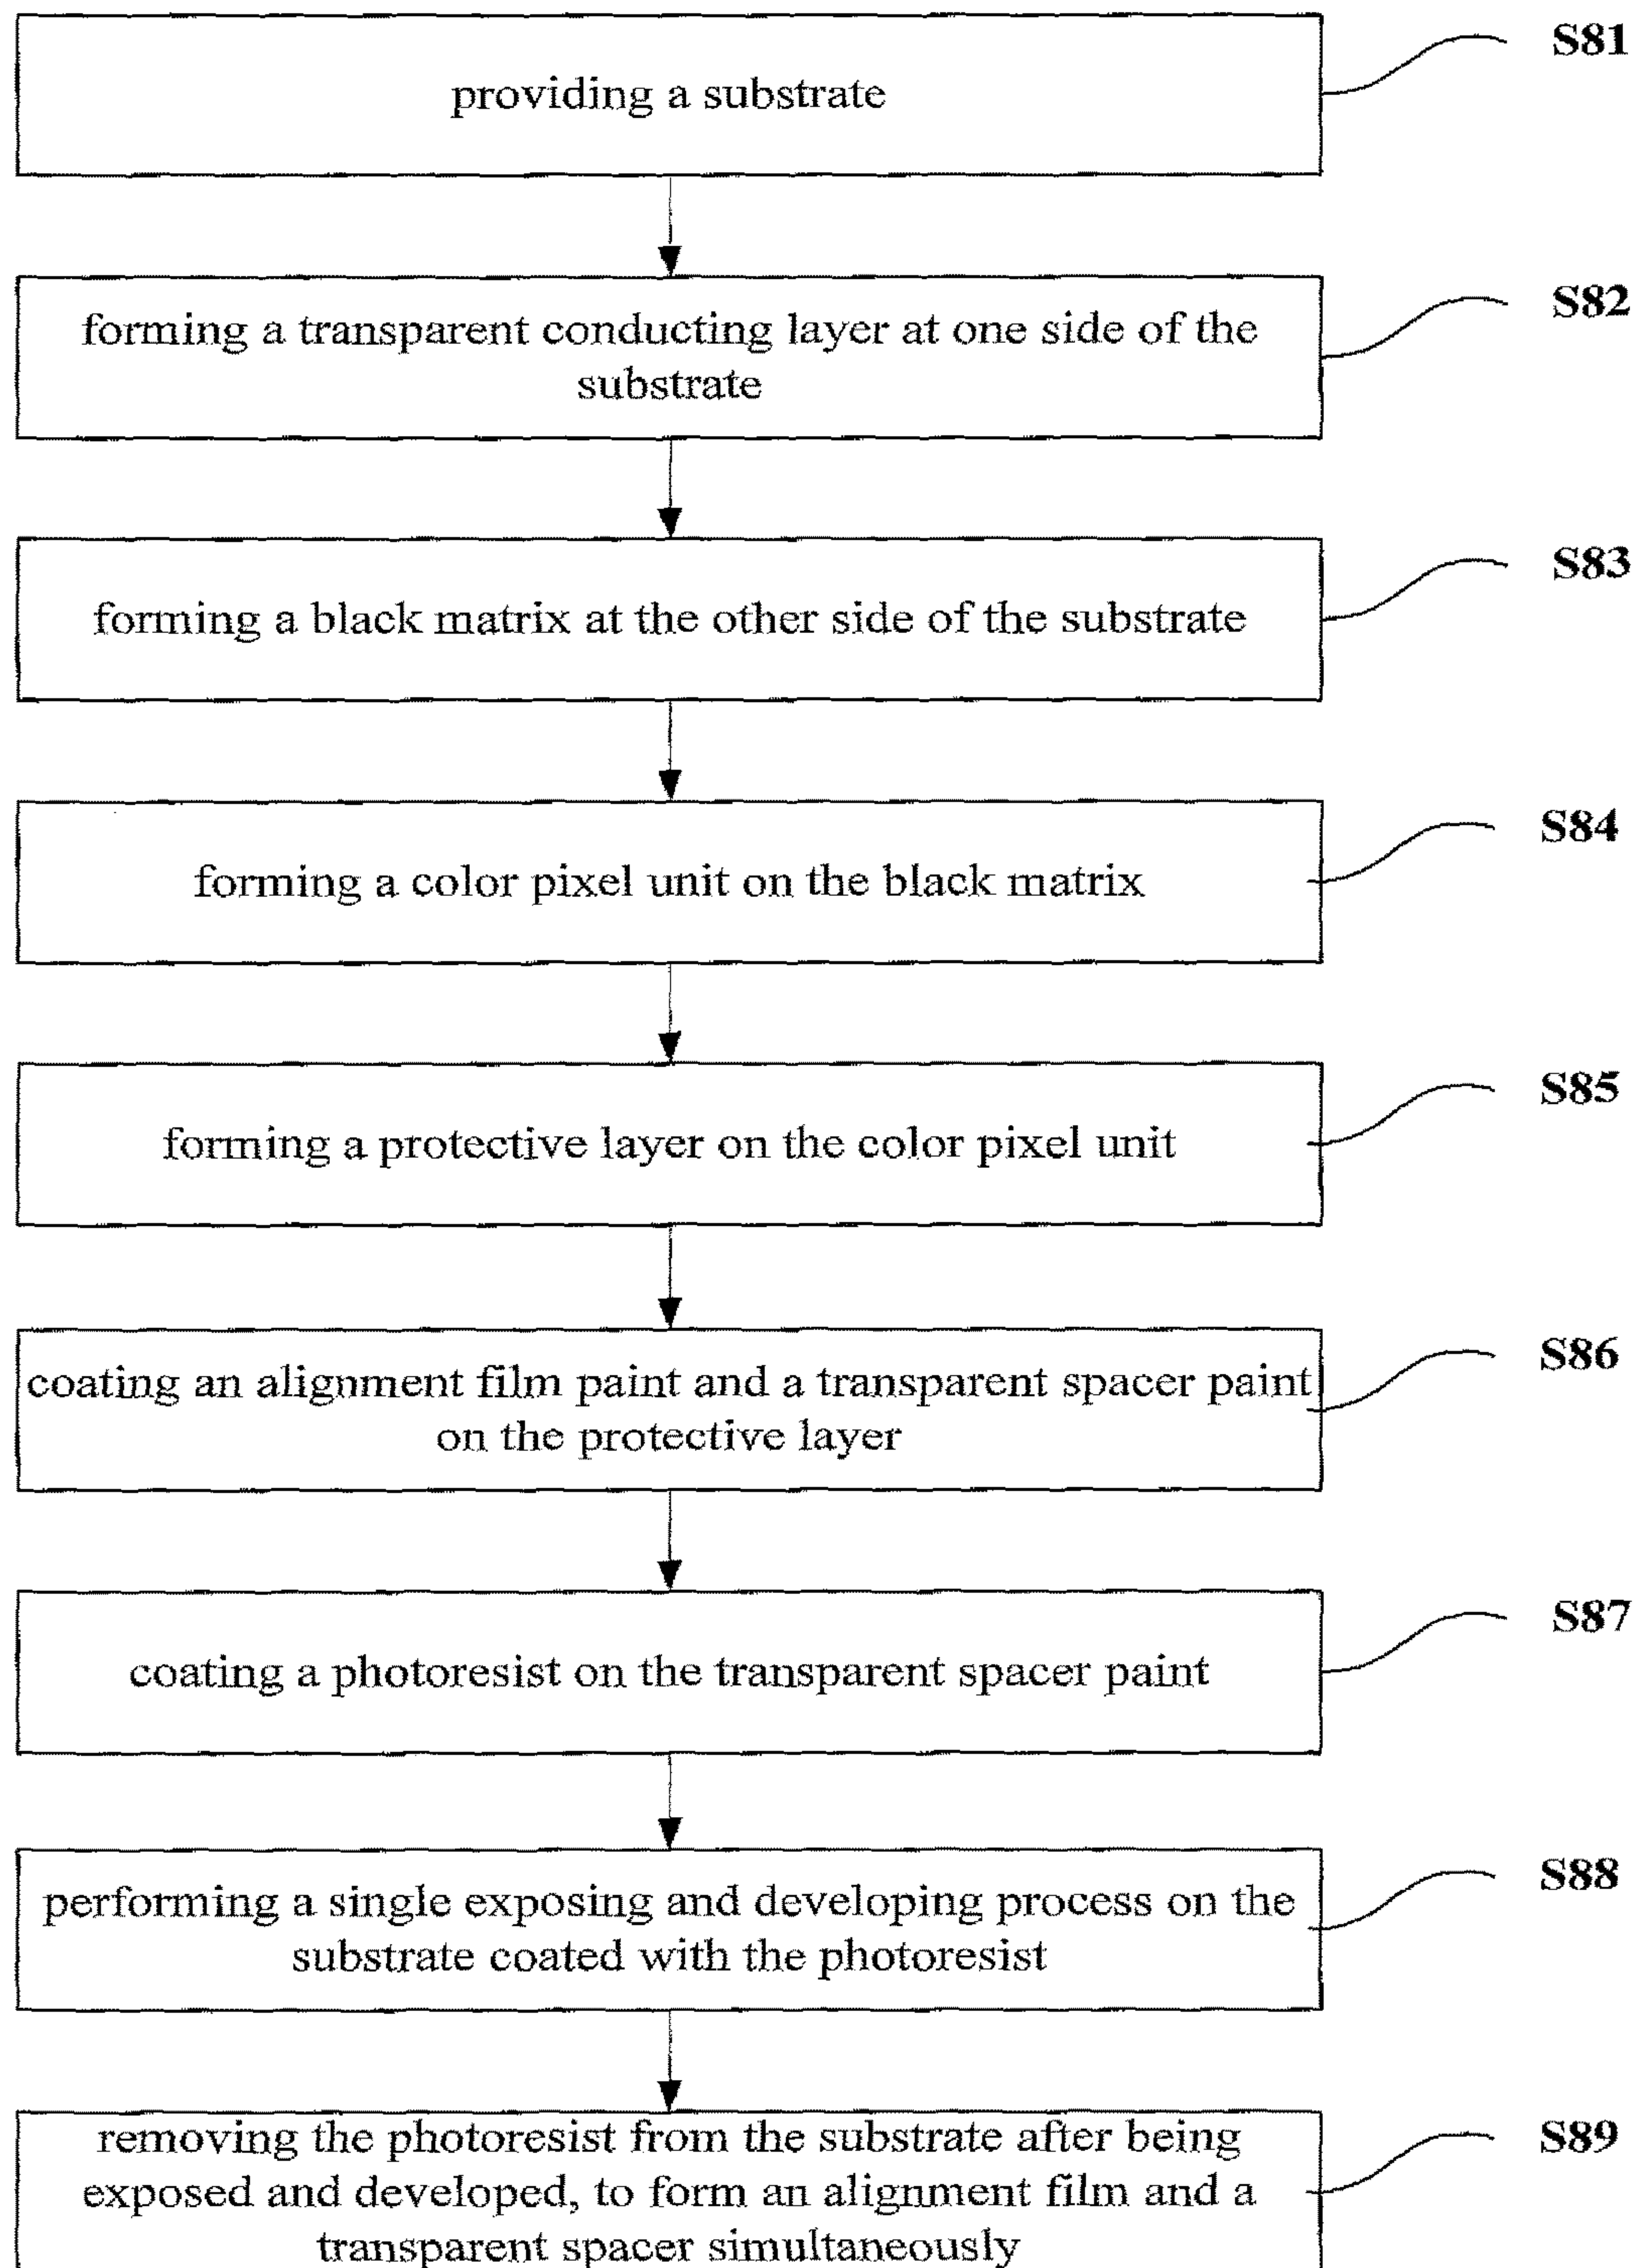 S81
providing a substrate
S82
forming a transparent conducting layer at one side of the
substrate
S83
forming a black matrix at the other side of the substrate
S84
forming a color pixel unit on the black matrix
S85
forming a protective layer on the color pixel unit
S86
coating an alignment film paint and a transparent spacer paint
on the protective layer
S87
coating a photoresist on the transparent spacer paint
S88
performing a single exposing and developing process on the
substrate coated with the photoresist
S89
removing the photoresist from the substrate after being
exposed and developed, to form an alignment film and a
transparent spacer simultaneously